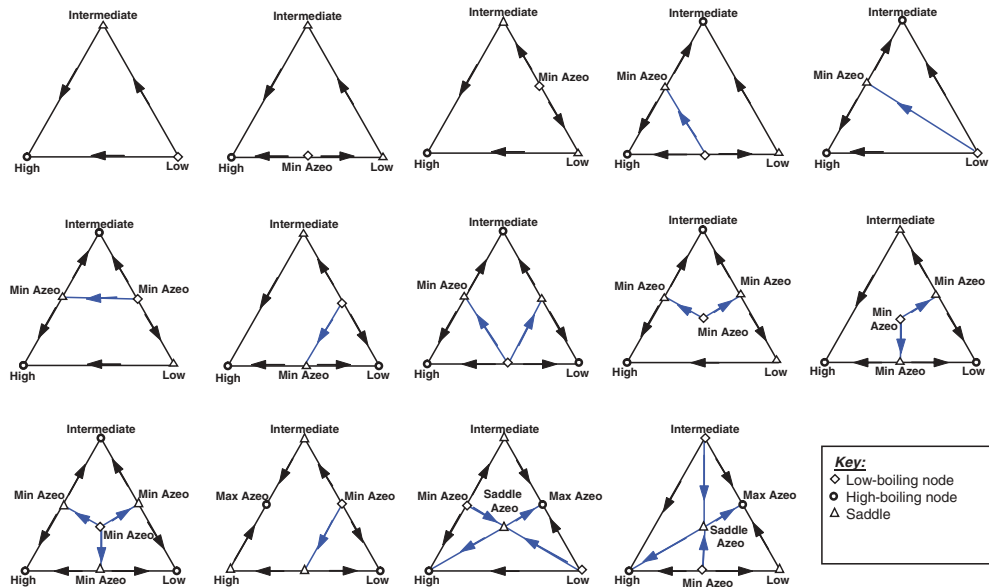 Intermediate
High
Low
Intermediate
High
Min Azeo
Low
Intermediate
Min Azeo
High
Low
Intermediate
Min Azeo
High
Low
Intermediate
Min Azeo
High
Low
Intermediate
Min Azeo
Min Azeo
High
Low
Intermediate
High
Min Azeo
Low
Intermediate
Min Azeo
High
Low
Intermediate
Min Azeo
Min Azeo
Min Azeo
High
Low
Intermediate
Min Azeo
Min
Azeo
High
Min Azeo
Low
Intermediate
Min Azeo
Min Azeo
Min Azeo
High
Min Azeo
Low
Intermediate
Max Azeo
Min Azeo
High
Low
Intermediate
Min Azeo
Saddle
Azeo
Max Azeo
High
Low
Intermediate
Max Azeo
Saddle
Azeo
High
Min Azeo
Low
Key:
Low-boiling node
High-boiling node
Saddle